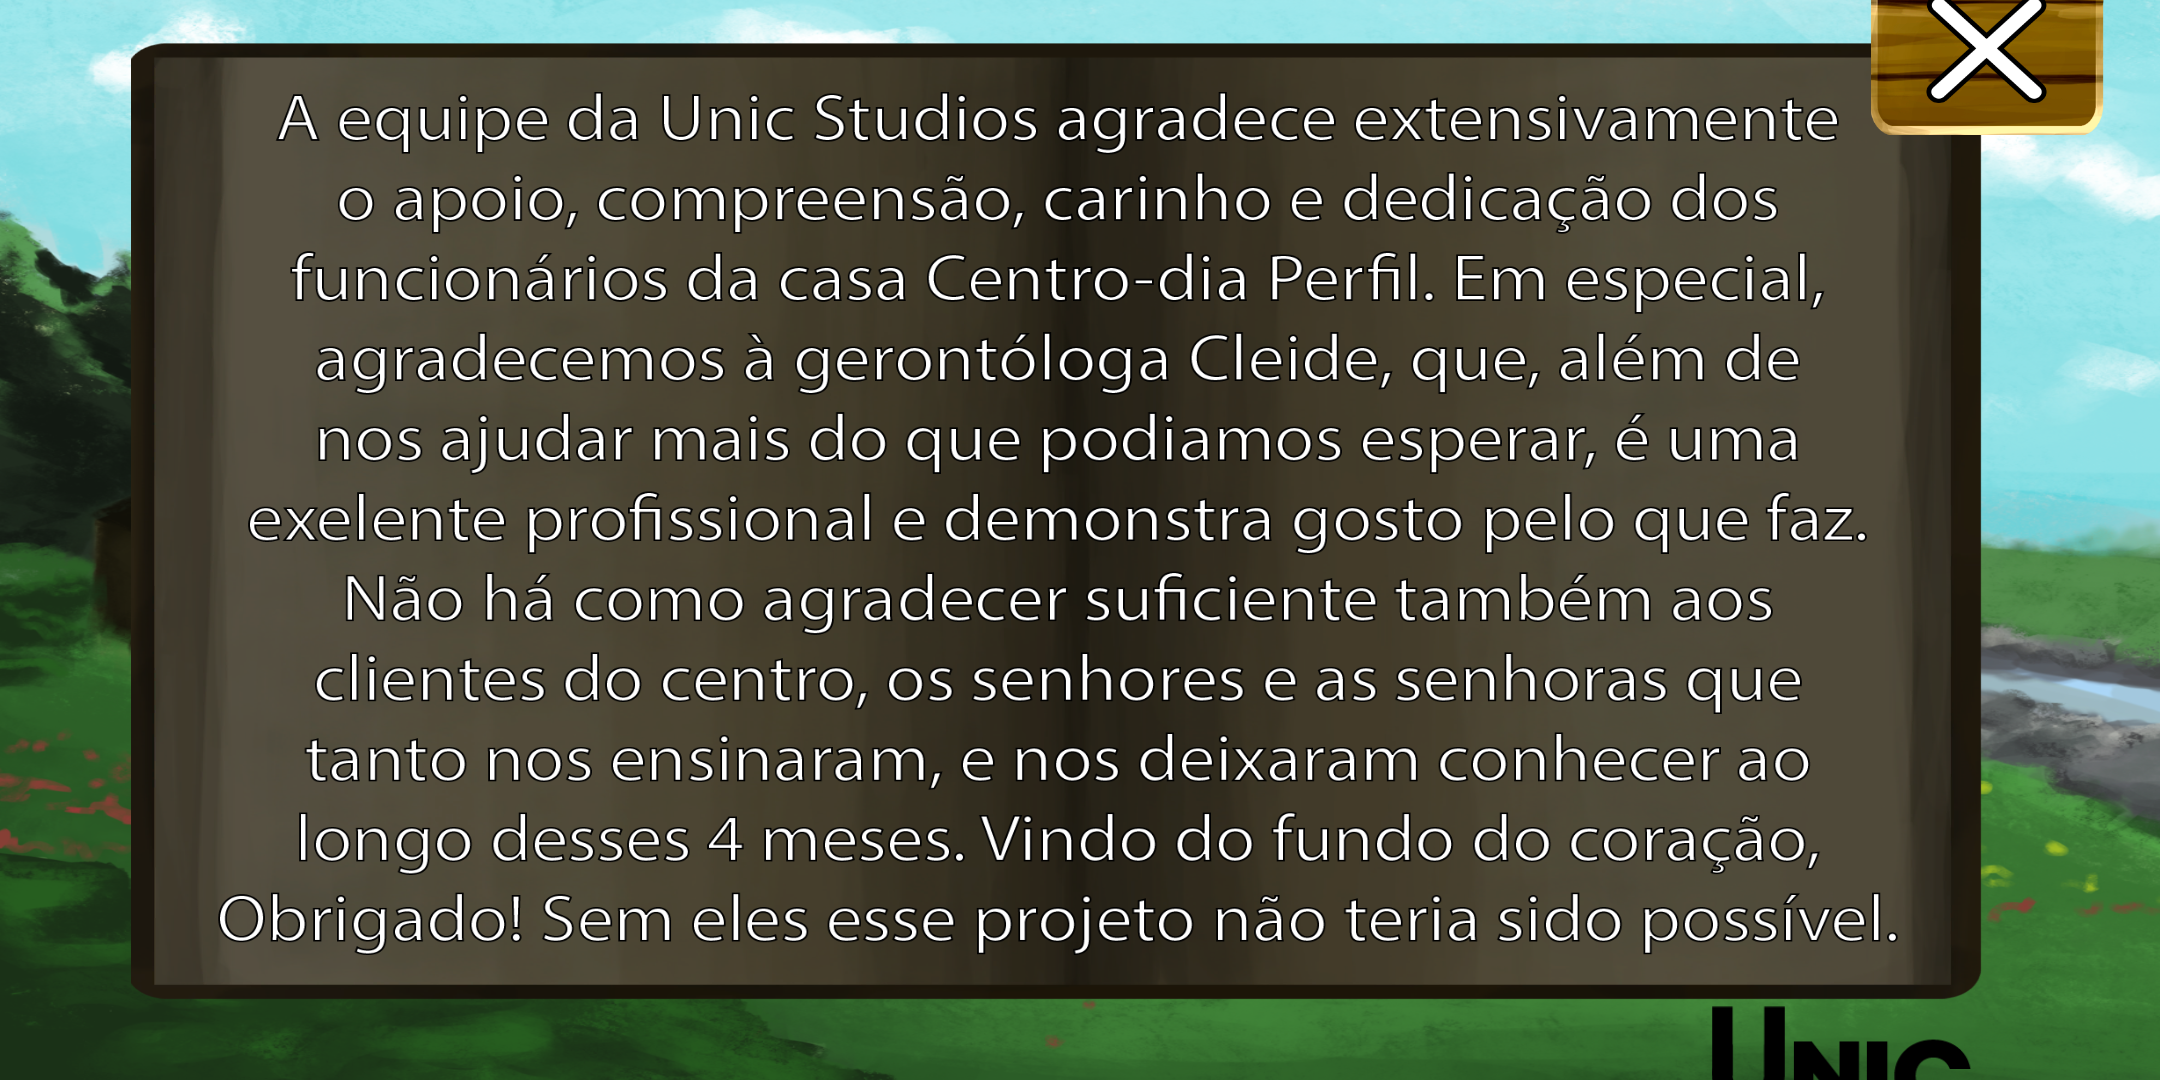 A equipe da Unic Studios agradece extensivamente
o apoio, compreensão, carinho e dedicação dos
funcionários da casa Centro-dia Perfil. Em especial,
agradecemos à gerontóloga Cleide, que, além de
nos ajudar mais do que podiamos esperar, é uma
exelente profissional e demonstra gosto pelo que faz.
Não há como agradecer suficiente também aos
clientes do centro, os senhores e as senhoras que
tanto nos ensinaram, e nos deixaram conhecer ao
longo desses 4 meses. Vindo do fundo do coração,
Obrigado! Sem eles esse projeto não teria sido possível.
UNIC